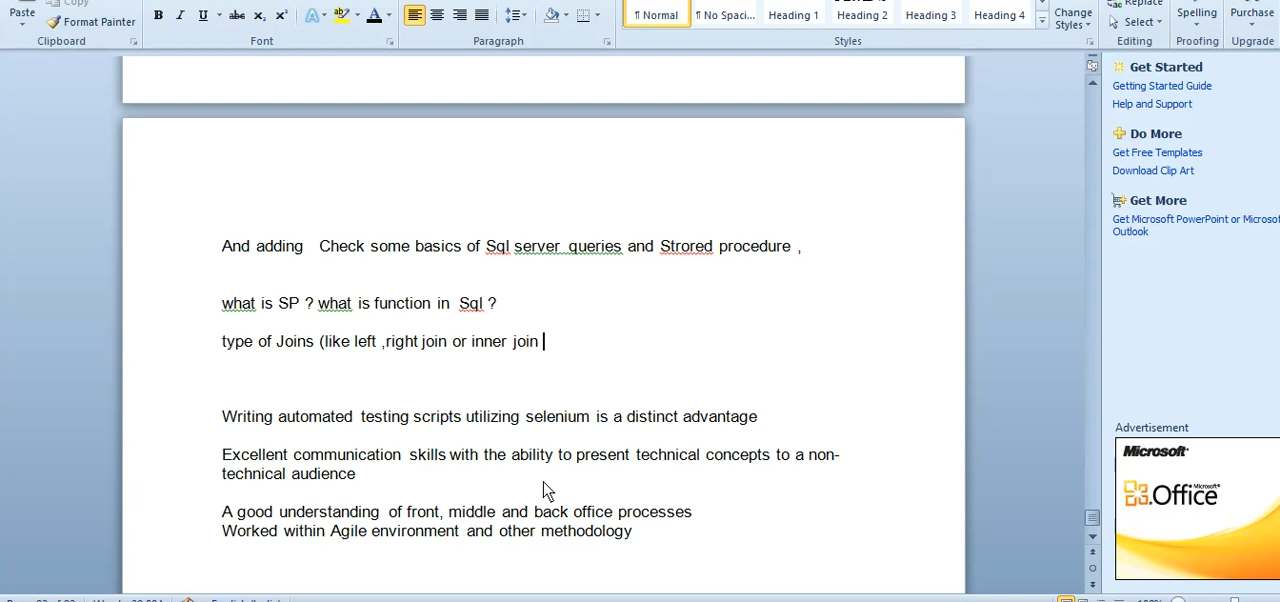 Copy
Replace
Paste
Format Painter
B I U abc x₂ x² A ab A
¶ Normal ¶ No Spaci... Heading 1 Heading 2 Heading 3 Heading 4
Change
Styles
Select
Spelling
Purchase
Clipboard Font Paragraph Styles Editing Proofing Upgrade
And adding Check some basics of Sql server queries and Strored procedure ,
what is SP ? what is function in Sql ?
type of Joins (like left ,right join or inner join
Writing automated testing scripts utilizing selenium is a distinct advantage
Excellent communication skills with the ability to present technical concepts to a non-
technical audience
A good understanding of front, middle and back office processes
Worked within Agile environment and other methodology
Get Started
Getting Started Guide
Help and Support
Do More
Get Free Templates
Download Clip Art
Get More
Get Microsoft PowerPoint or Microsof
Outlook
Advertisement
Microsoft
Microsoft
Office